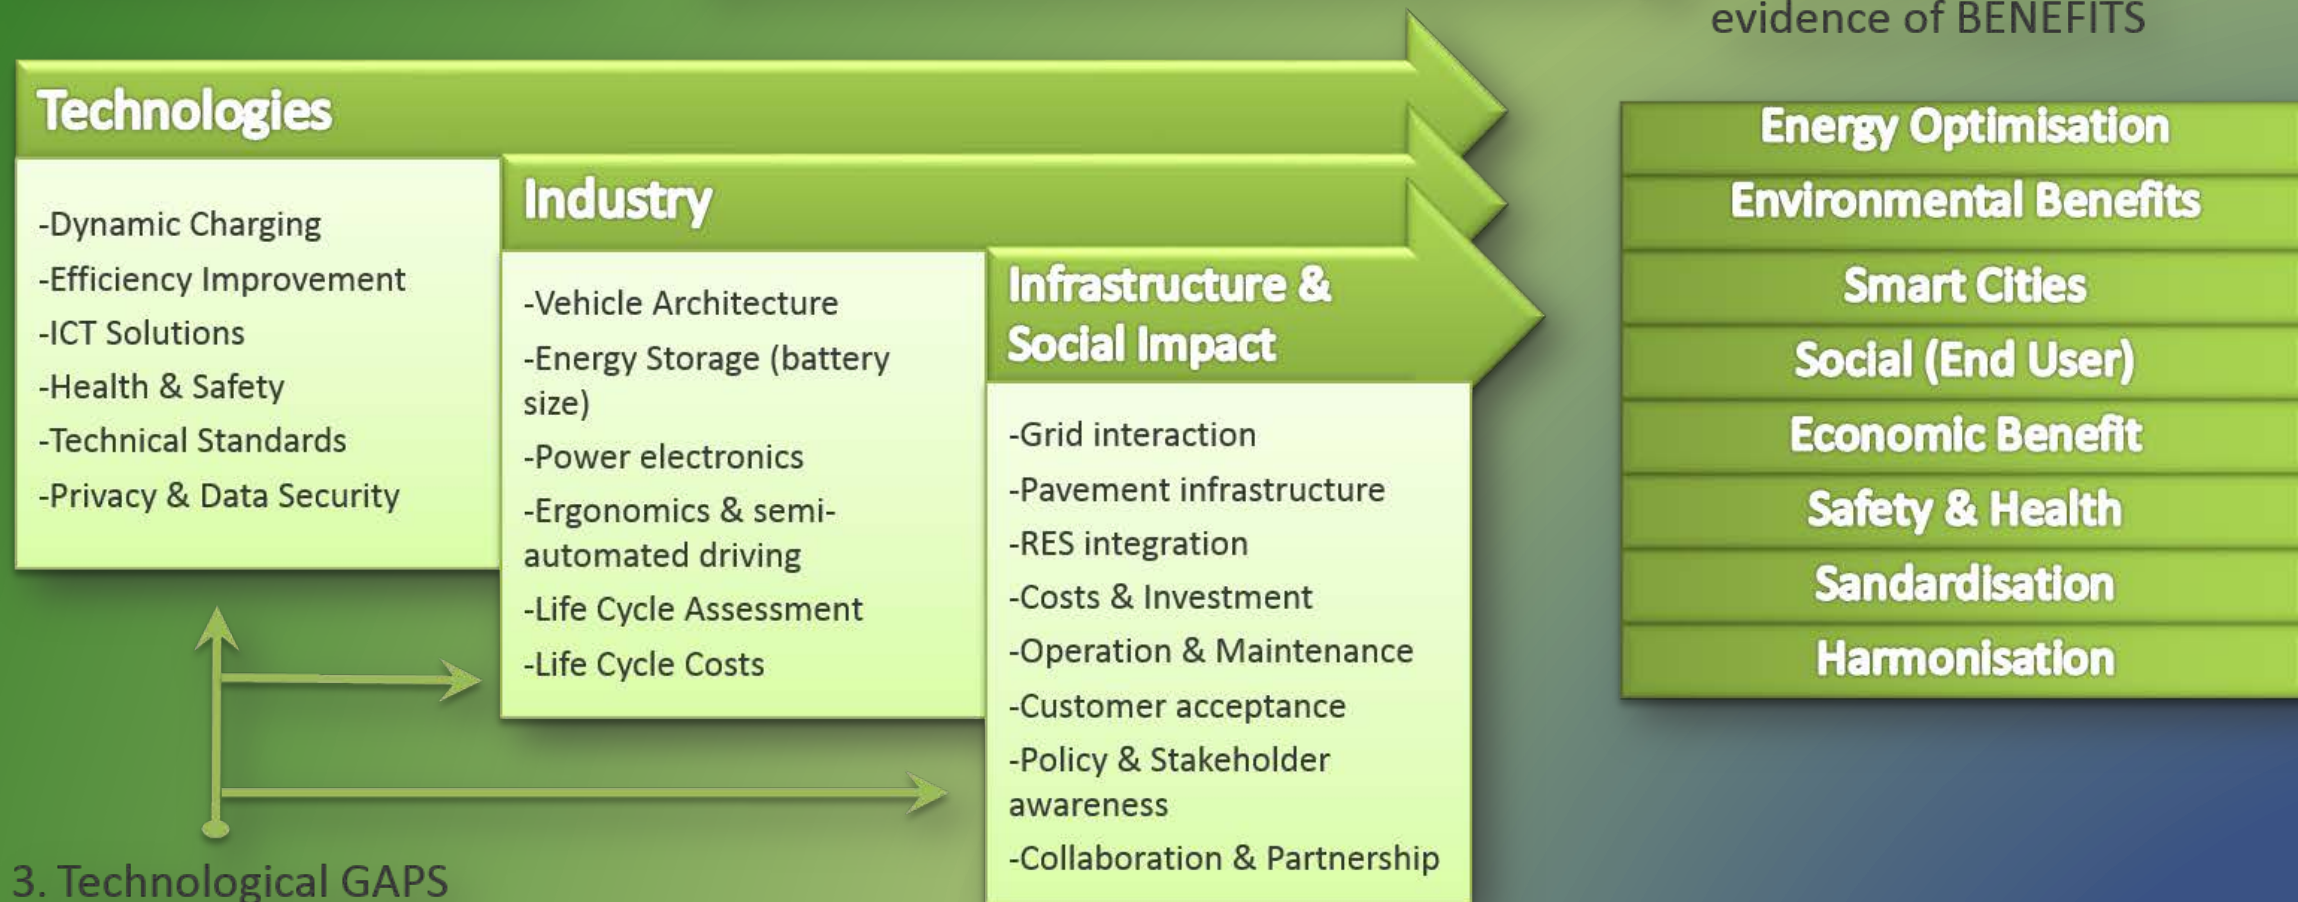 evidence of BENEFITS
Technologies
-Dynamic Charging
-Efficiency Improvement
-ICT Solutions
-Health & Safety
-Technical Standards
-Privacy & Data Security
Industry
-Vehicle Architecture
-Energy Storage (battery
size)
-Power electronics
-Ergonomics & semi-
automated driving
-Life Cycle Assessment
-Life Cycle Costs
Infrastructure &
Social Impact
-Grid interaction
-Pavement infrastructure
-RES integration
-Costs & Investment
-Operation & Maintenance
-Customer acceptance
-Policy & Stakeholder
awareness
-Collaboration & Partnership
Energy Optimisation
Environmental Benefits
Smart Cities
Social (End User)
Economic Benefit
Safety & Health
Sandardisation
Harmonisation
3. Technological GAPS